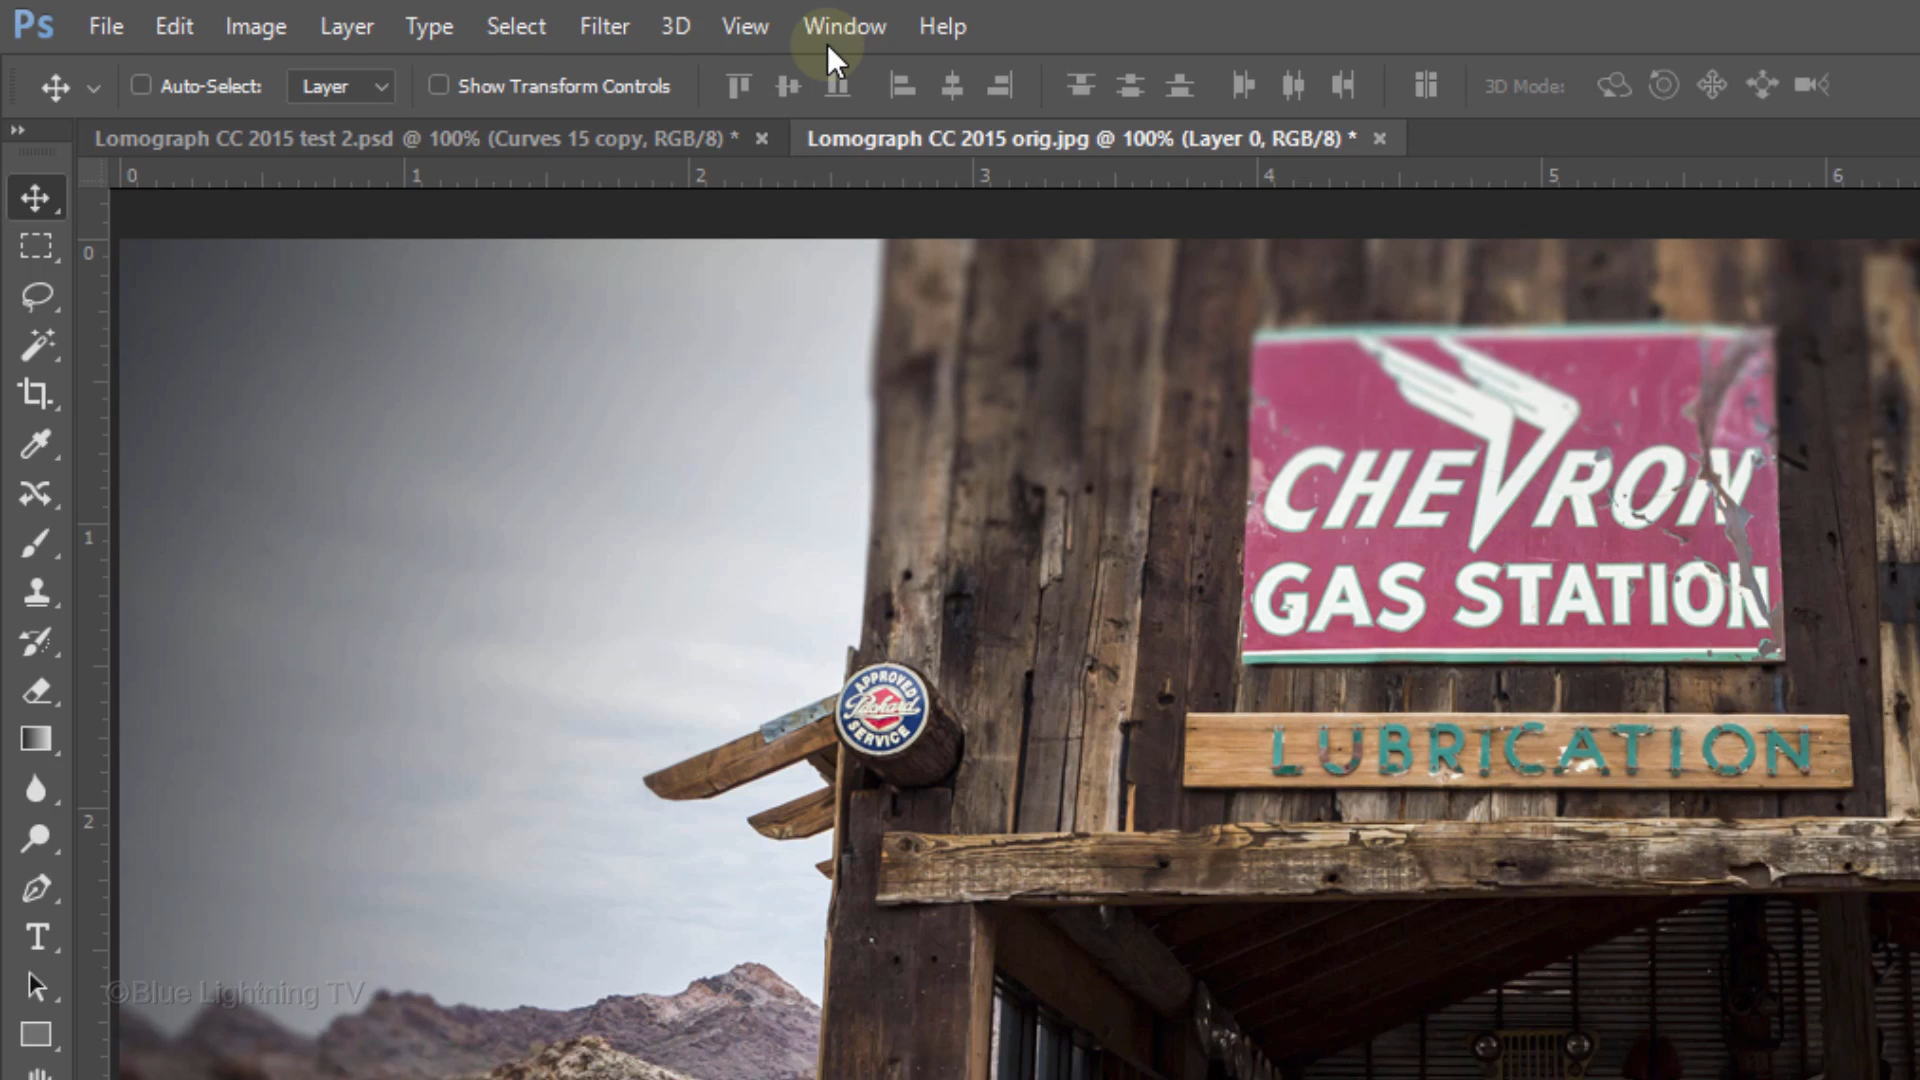 Ps File Edit Image Layer Type Select Filter 3D View Window Help
Auto-Select: Layer Show Transform Controls 3D Mode:
Lomograph CC 2015 test 2.psd @ 100% (Curves 15 copy, RGB/8) * × Lomograph CC 2015 orig.jpg @ 100% (Layer 0, RGB/8) * ×
0 1 2 3 4 5 6
0
1
2
CHEVRON
GAS STATION
APPROVED
Packard
SERVICE
LUBRICATION
T
©Blue Lightning TV